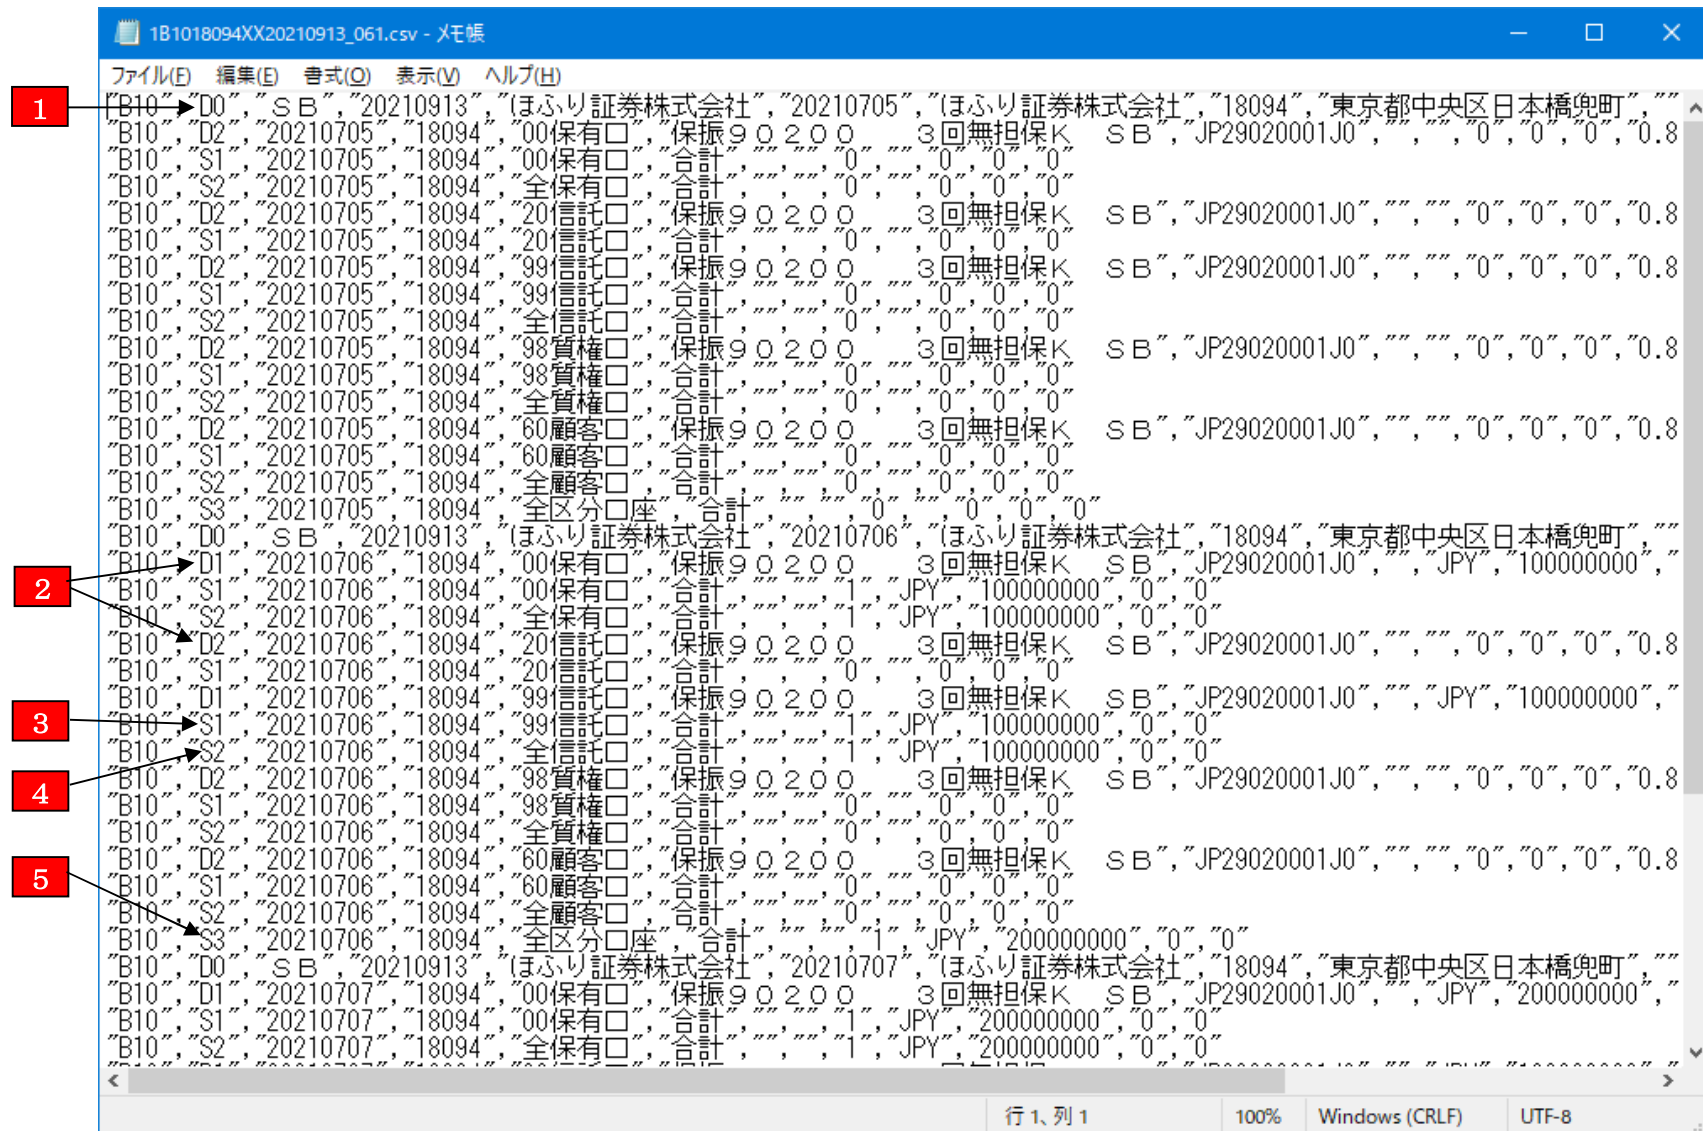 1B1018094XX20210913_061.csv - メモ帳
ファイル(F) 編集(E) 書式(O) 表示(V) ヘルプ(H)
1
"B10","D0","ＳＢ","20210913","ほふり証券株式会社","20210705","ほふり証券株式会社","18094","東京都中央区日本橋兜町",""
"B10","D2","20210705","18094","00保有口","保振９０２００　　３回無担保Ｋ　ＳＢ","JP29020001J0","","","0","0","0","0.8
"B10","S1","20210705","18094","00保有口","合計","","","0","","0","0","0"
"B10","S2","20210705","18094","全保有口","合計","","","0","","0","0","0"
"B10","D2","20210705","18094","20信託口","保振９０２００　　３回無担保Ｋ　ＳＢ","JP29020001J0","","","0","0","0","0.8
"B10","S1","20210705","18094","20信託口","合計","","","0","","0","0","0"
"B10","D2","20210705","18094","99信託口","保振９０２００　　３回無担保Ｋ　ＳＢ","JP29020001J0","","","0","0","0","0.8
"B10","S1","20210705","18094","99信託口","合計","","","0","","0","0","0"
"B10","S2","20210705","18094","全信託口","合計","","","0","","0","0","0"
"B10","D2","20210705","18094","98質権口","保振９０２００　　３回無担保Ｋ　ＳＢ","JP29020001J0","","","0","0","0","0.8
"B10","S1","20210705","18094","98質権口","合計","","","0","","0","0","0"
"B10","S2","20210705","18094","全質権口","合計","","","0","","0","0","0"
"B10","D2","20210705","18094","60顧客口","保振９０２００　　３回無担保Ｋ　ＳＢ","JP29020001J0","","","0","0","0","0.8
"B10","S1","20210705","18094","60顧客口","合計","","","0","","0","0","0"
"B10","S2","20210705","18094","全顧客口","合計","","","0","","0","0","0"
"B10","S3","20210705","18094","全区分口座","合計","","","0","","0","0","0"
"B10","D0","ＳＢ","20210913","ほふり証券株式会社","20210706","ほふり証券株式会社","18094","東京都中央区日本橋兜町",""
"B10","D1","20210706","18094","00保有口","保振９０２００　　３回無担保Ｋ　ＳＢ","JP29020001J0","","JPY","100000000","
2
"B10","S1","20210706","18094","00保有口","合計","","","1","JPY","100000000","0","0"
"B10","S2","20210706","18094","全保有口","合計","","","1","JPY","100000000","0","0"
"B10","D2","20210706","18094","20信託口","保振９０２００　　３回無担保Ｋ　ＳＢ","JP29020001J0","","","0","0","0","0.8
"B10","S1","20210706","18094","20信託口","合計","","","0","","0","0","0"
"B10","D1","20210706","18094","99信託口","保振９０２００　　３回無担保Ｋ　ＳＢ","JP29020001J0","","JPY","100000000","
3
"B10","S1","20210706","18094","99信託口","合計","","","1","JPY","100000000","0","0"
"B10","S2","20210706","18094","全信託口","合計","","","1","JPY","100000000","0","0"
"B10","D2","20210706","18094","98質権口","保振９０２００　　３回無担保Ｋ　ＳＢ","JP29020001J0","","","0","0","0","0.8
4
"B10","S1","20210706","18094","98質権口","合計","","","0","","0","0","0"
"B10","S2","20210706","18094","全質権口","合計","","","0","","0","0","0"
"B10","D2","20210706","18094","60顧客口","保振９０２００　　３回無担保Ｋ　ＳＢ","JP29020001J0","","","0","0","0","0.8
5
"B10","S1","20210706","18094","60顧客口","合計","","","0","","0","0","0"
"B10","S2","20210706","18094","全顧客口","合計","","","0","","0","0","0"
"B10","S3","20210706","18094","全区分口座","合計","","","1","JPY","200000000","0","0"
"B10","D0","ＳＢ","20210913","ほふり証券株式会社","20210707","ほふり証券株式会社","18094","東京都中央区日本橋兜町",""
"B10","D1","20210707","18094","00保有口","保振９０２００　　３回無担保Ｋ　ＳＢ","JP29020001J0","","JPY","200000000","
"B10","S1","20210707","18094","00保有口","合計","","","1","JPY","200000000","0","0"
"B10","S2","20210707","18094","全保有口","合計","","","1","JPY","200000000","0","0"
行 1、列 1 100% Windows (CRLF) UTF-8